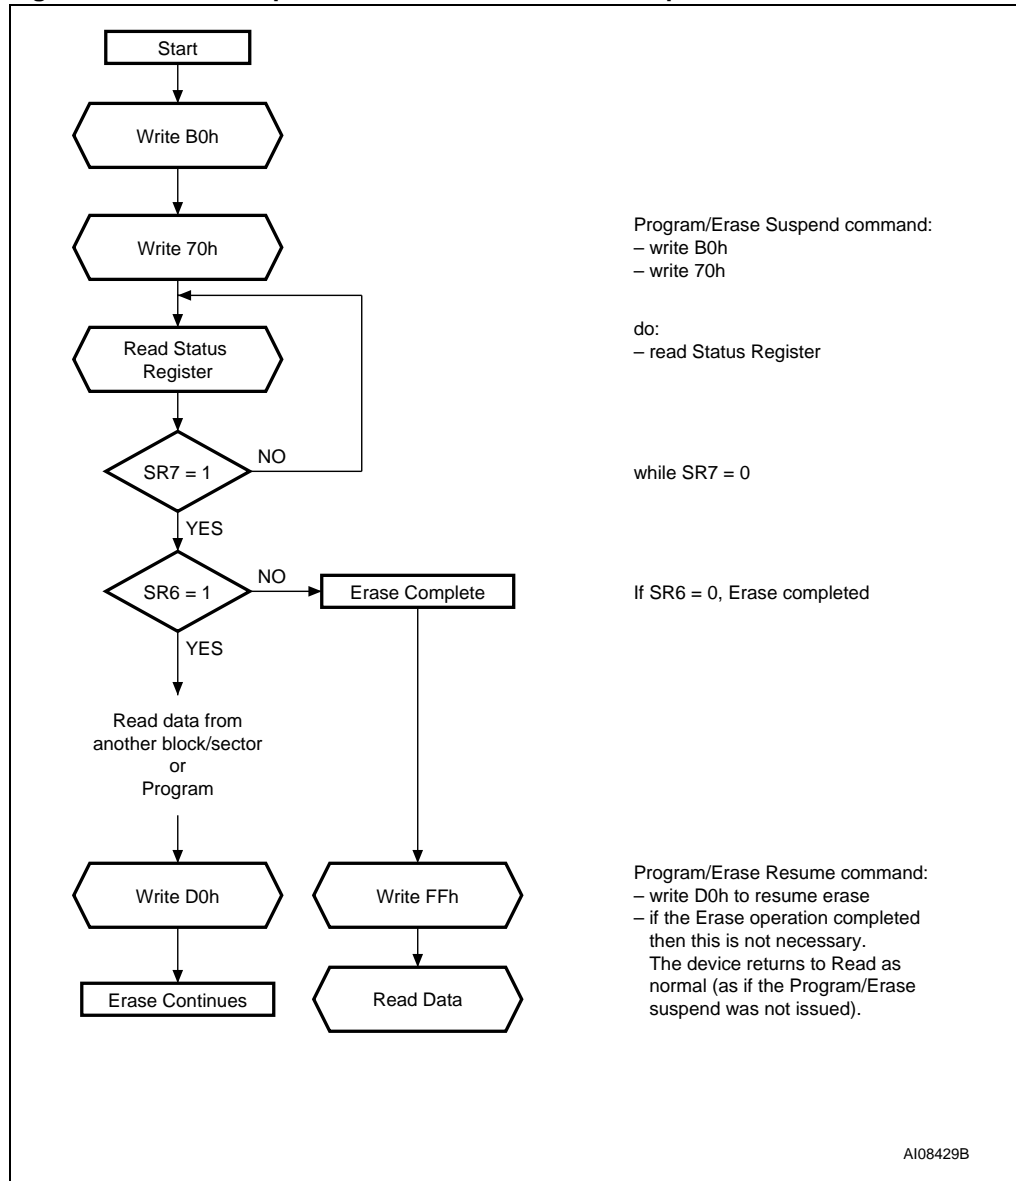 Start
Write B0h
Write 70h
Program/Erase Suspend command:
– write B0h
– write 70h
Read Status
Register
do:
– read Status Register
SR7 = 1
NO
while SR7 = 0
YES
SR6 = 1
NO
Erase Complete
If SR6 = 0, Erase completed
YES
Read data from
another block/sector
or
Program
Write D0h
Write FFh
Program/Erase Resume command:
– write D0h to resume erase
– if the Erase operation completed
then this is not necessary.
The device returns to Read as
normal (as if the Program/Erase
suspend was not issued).
Erase Continues
Read Data
AI08429B